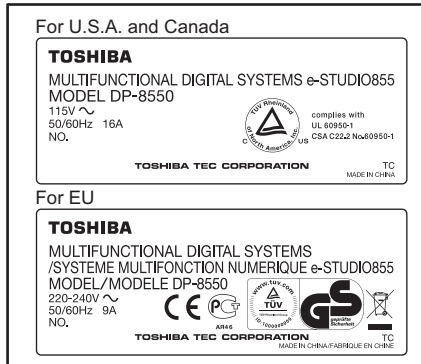 For U.S.A. and Canada
TOSHIBA
MULTIFUNCTIONAL DIGITAL SYSTEMS e-STUDIO855
MODEL DP-8550
115V ~
50/60Hz 16A
NO.
TÜV Rheinland
of North America, Inc.
C US
complies with
UL 60950-1
CSA C22.2 No.60950-1
TOSHIBA TEC CORPORATION TC
MADE IN CHINA
For EU
TOSHIBA
MULTIFUNCTIONAL DIGITAL SYSTEMS
/SYSTEME MULTIFONCTION NUMERIQUE e-STUDIO855
MODEL/MODELE DP-8550
220-240V ~
50/60Hz 9A
NO.
CE
AR46
www.tuv.com
TÜV
ID:1000000000
GS
geprüfte
Sicherheit
TOSHIBA TEC CORPORATION TC
MADE IN CHINA/FABRIQUE EN CHINE